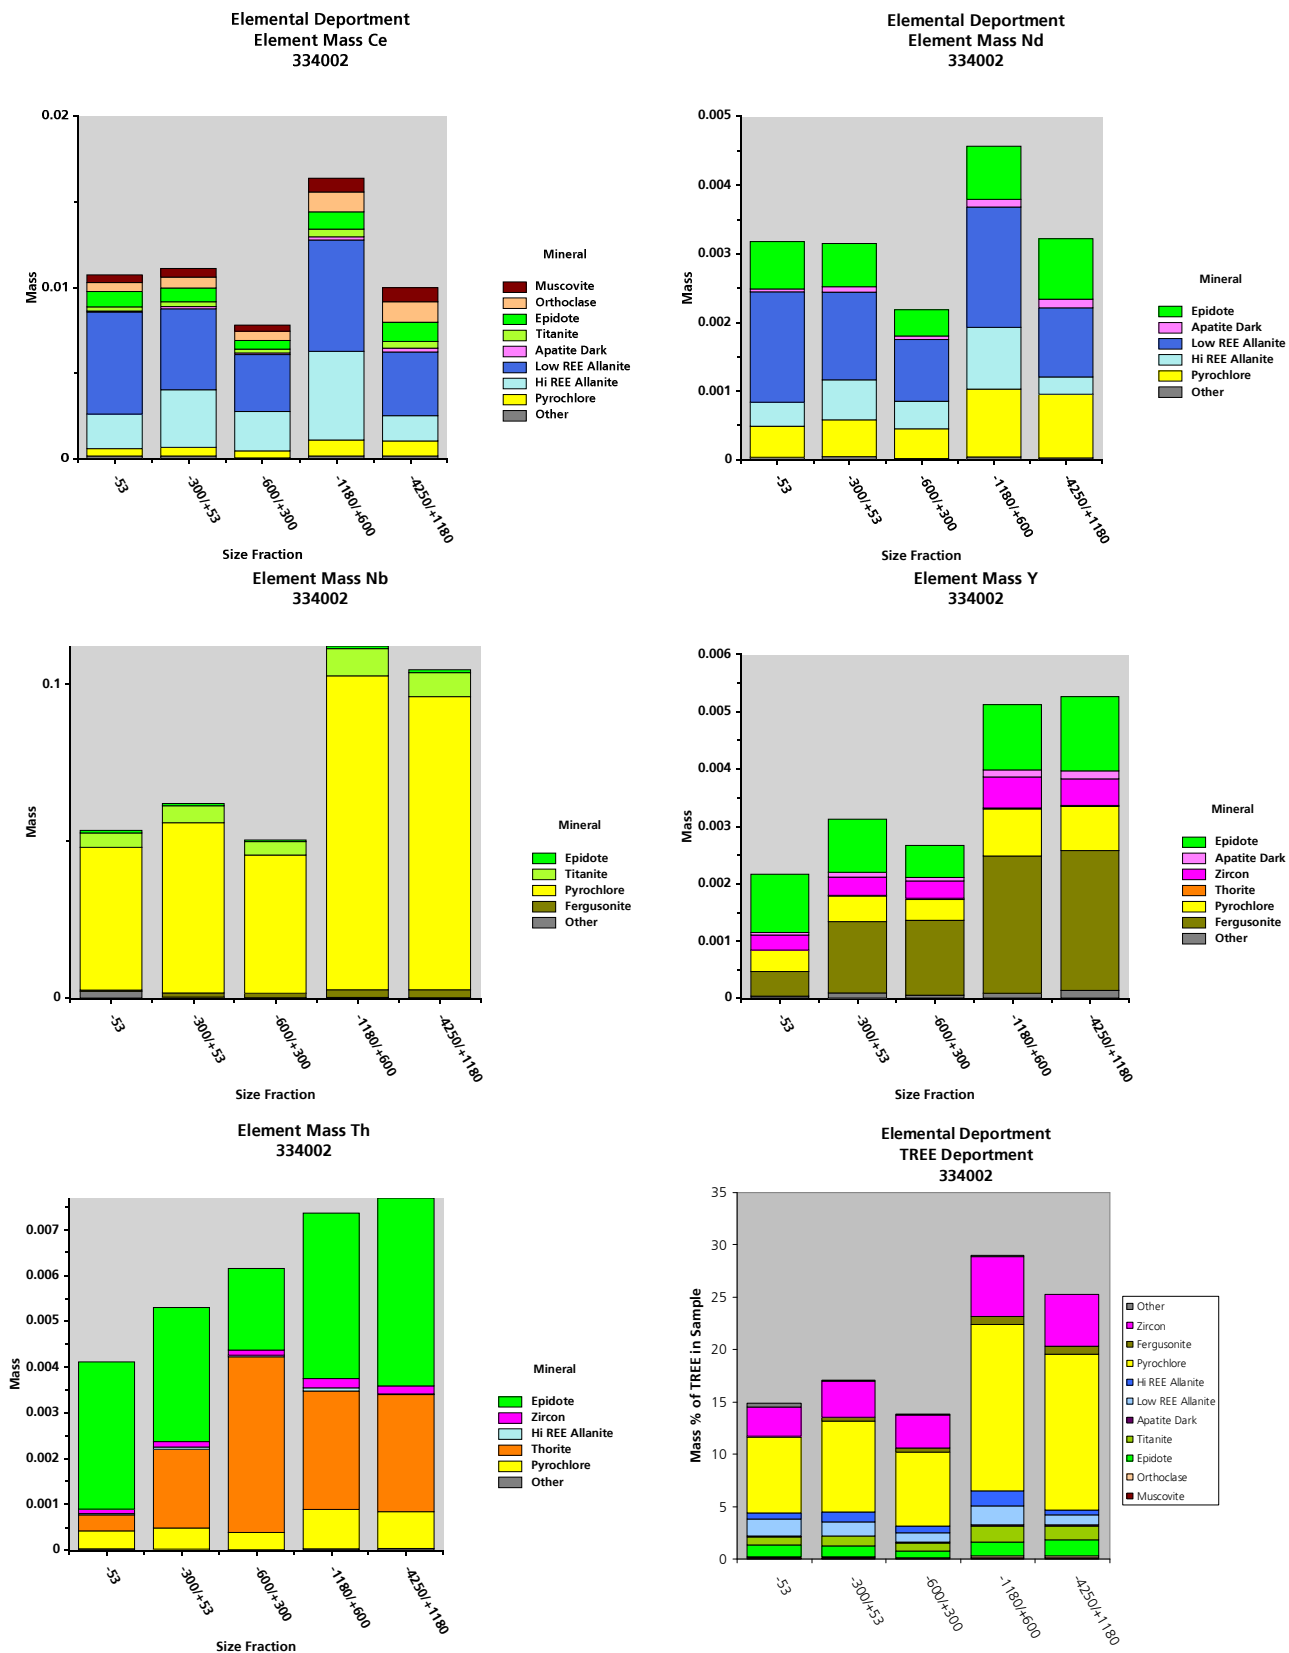 Elemental Deportment
Element Mass Ce
334002
0.02
0.01
0
Mass
-53
-300/+53
-600/+300
-1180/+600
-4250/+1180
Size Fraction
Mineral
Muscovite
Orthoclase
Epidote
Titanite
Apatite Dark
Low REE Allanite
Hi REE Allanite
Pyrochlore
Other
Elemental Deportment
Element Mass Nd
334002
0.005
0.004
0.003
0.002
0.001
0
Mass
-53
-300/+53
-600/+300
-1180/+600
-4250/+1180
Size Fraction
Mineral
Epidote
Apatite Dark
Low REE Allanite
Hi REE Allanite
Pyrochlore
Other
Element Mass Nb
334002
0.1
0
Mass
-53
-300/+53
-600/+300
-1180/+600
-4250/+1180
Size Fraction
Mineral
Epidote
Titanite
Pyrochlore
Fergusonite
Other
Element Mass Y
334002
0.006
0.005
0.004
0.003
0.002
0.001
0
Mass
-53
-300/+53
-600/+300
-1180/+600
-4250/+1180
Size Fraction
Mineral
Epidote
Apatite Dark
Zircon
Thorite
Pyrochlore
Fergusonite
Other
Element Mass Th
334002
0.007
0.006
0.005
0.004
0.003
0.002
0.001
0
Mass
-53
-300/+53
-600/+300
-1180/+600
-4250/+1180
Size Fraction
Mineral
Epidote
Zircon
Hi REE Allanite
Thorite
Pyrochlore
Other
Elemental Deportment
TREE Deportment
334002
35
30
25
20
15
10
5
0
Mass % of TREE in Sample
-53
-300/+53
-600/+300
-1180/+600
-4250/+1180
Other
Zircon
Fergusonite
Pyrochlore
Hi REE Allanite
Low REE Allanite
Apatite Dark
Titanite
Epidote
Orthoclase
Muscovite